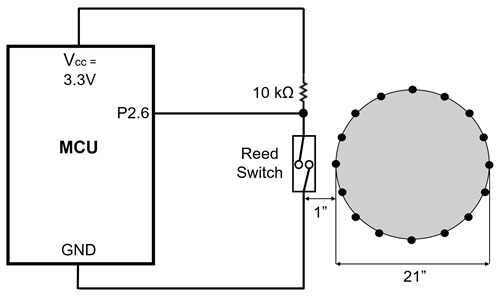 Vcc =
3.3V
10 kΩ
P2.6
MCU
Reed
Switch
1”
GND
21”